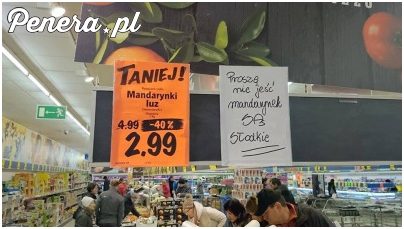 Penera.pl
TANIEJ!
Mandarynki
luz
4.99 -40%
2.99
Proszę
nie jeść
mandarynek
SĄ
Słodkie